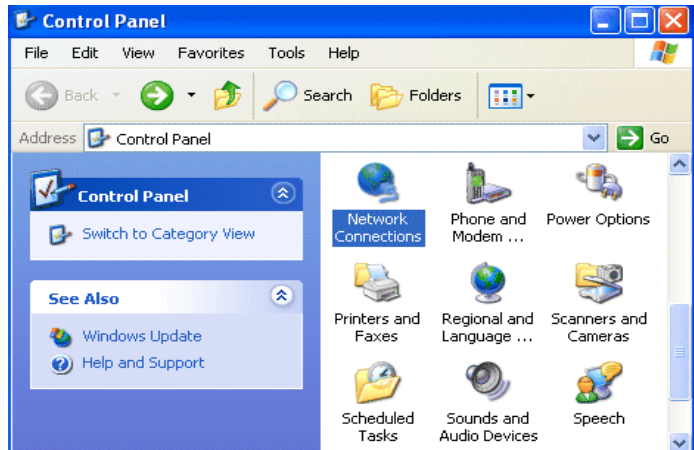 Control Panel
File Edit View Favorites Tools Help
Back Search Folders
Address Control Panel Go
Control Panel
Switch to Category View
See Also
Windows Update
Help and Support
Network
Connections
Phone and
Modem ...
Power Options
Printers and
Faxes
Regional and
Language ...
Scanners and
Cameras
Scheduled
Tasks
Sounds and
Audio Devices
Speech